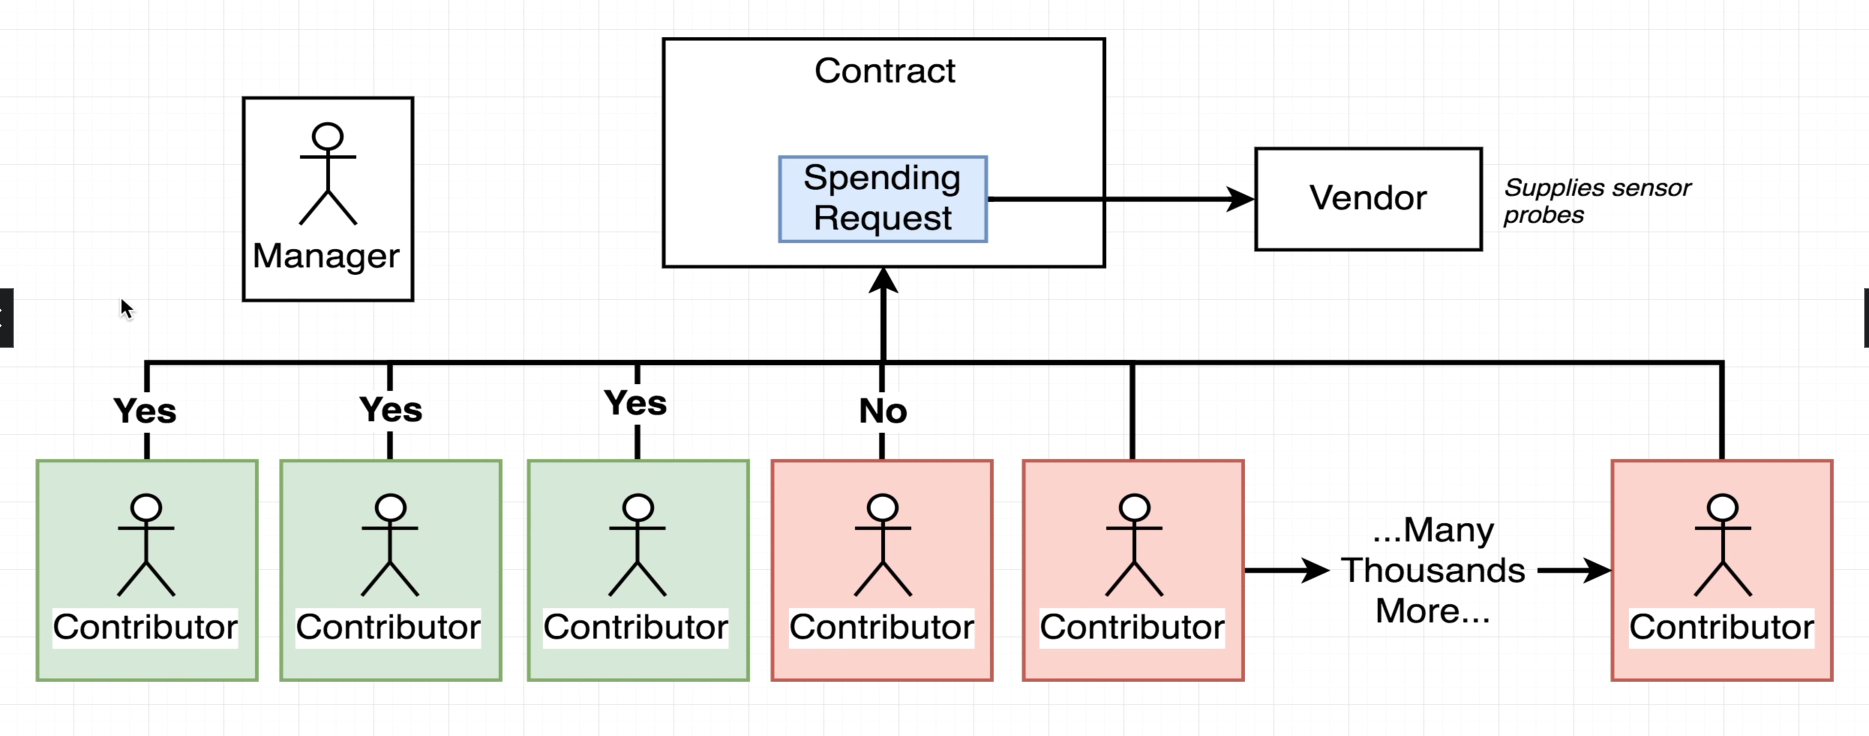 Contract
Spending
Request
Manager
Vendor
Supplies sensor
probes
Yes
Yes
Yes
No
Contributor
Contributor
Contributor
Contributor
Contributor
...Many
Thousands
More...
Contributor